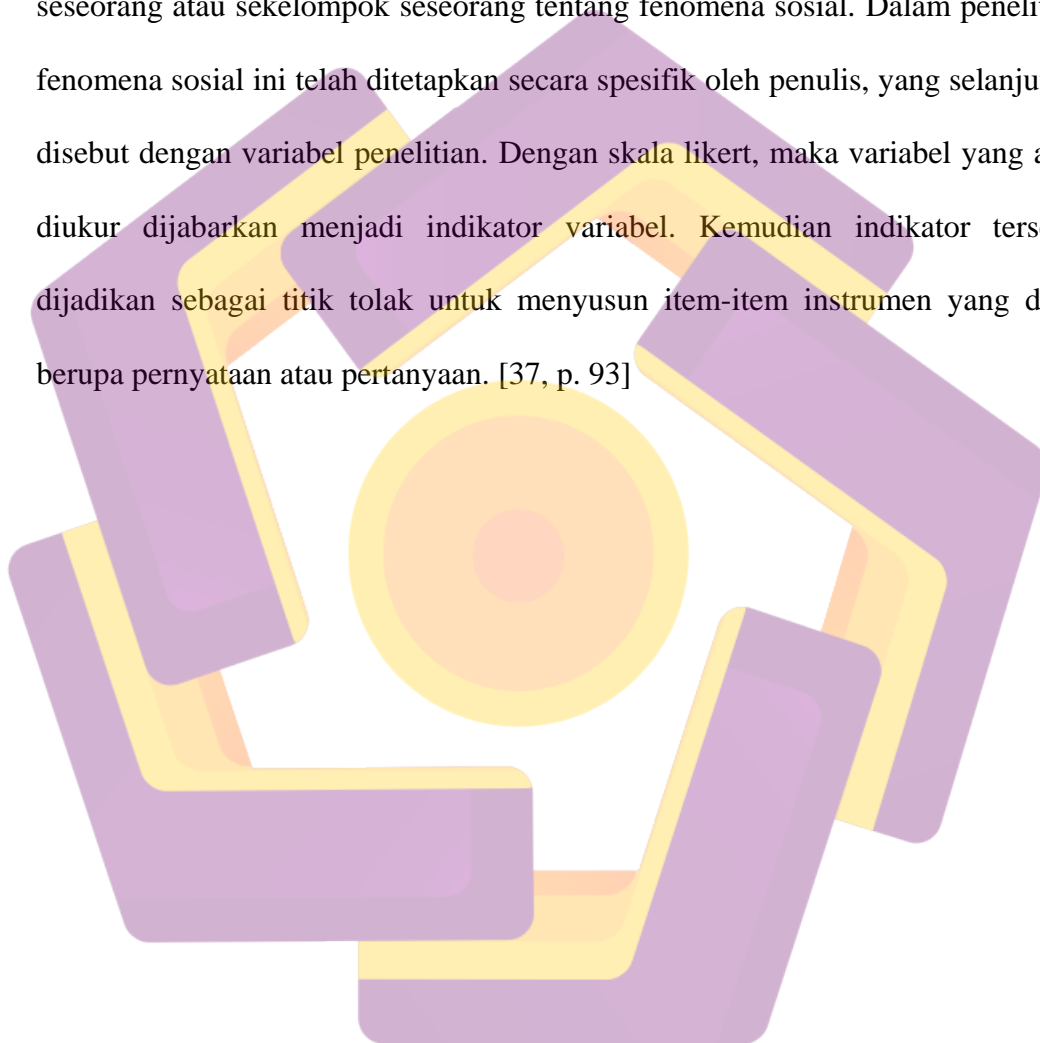 seseorang atau sekelompok seseorang tentang fenomena sosial. Dalam penelit
fenomena sosial ini telah ditetapkan secara spesifik oleh penulis, yang selanju
disebut dengan variabel penelitian. Dengan skala likert, maka variabel yang a
diukur dijabarkan menjadi indikator variabel. Kemudian indikator terse
dijadikan sebagai titik tolak untuk menyusun item-item instrumen yang d
berupa pernyataan atau pertanyaan. [37, p. 93]